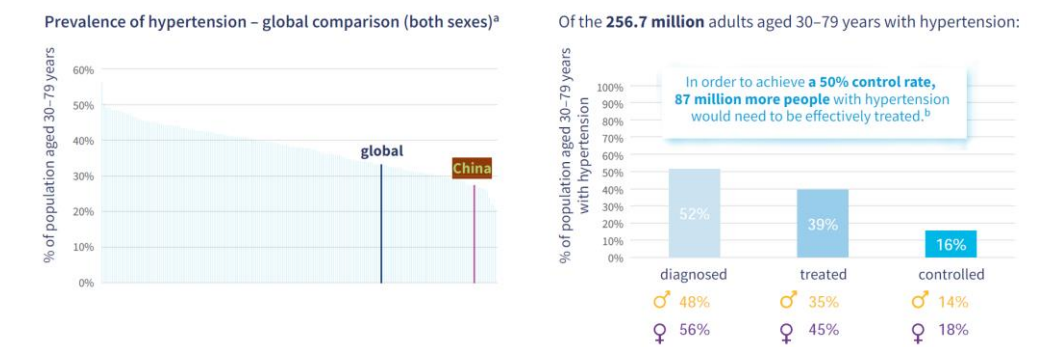 Prevalence of hypertension – global comparison (both sexes)ª
% of population aged 30–79 years
60%
50%
40%
30%
20%
10%
0%
global
China
Of the 256.7 million adults aged 30–79 years with hypertension:
% of population aged 30–79 years
with hypertension
100%
90%
80%
70%
60%
50%
40%
30%
20%
10%
0%
In order to achieve a 50% control rate,
87 million more people with hypertension
would need to be effectively treated.ᵇ
52%
39%
16%
diagnosed treated controlled
♂ 48% ♂ 35% ♂ 14%
♀ 56% ♀ 45% ♀ 18%